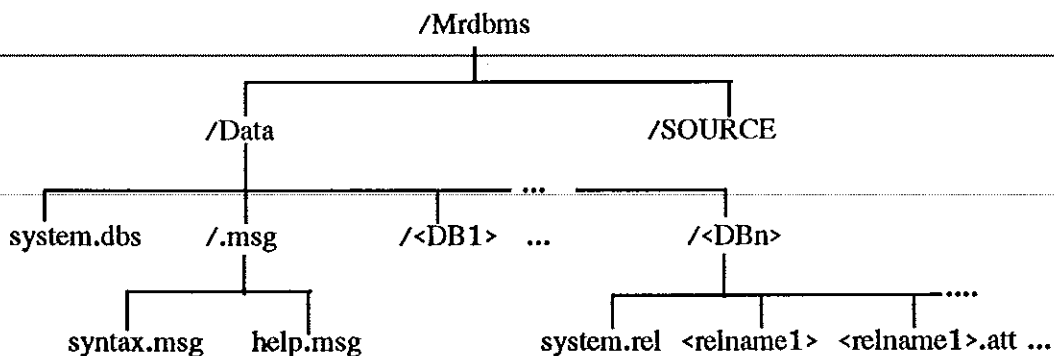 /Mrdbms
/Data /SOURCE
...
system.dbs /.msg /<DB1> ... /<DBn>
....
syntax.msg help.msg system.rel <relname1> <relname1>.att ...